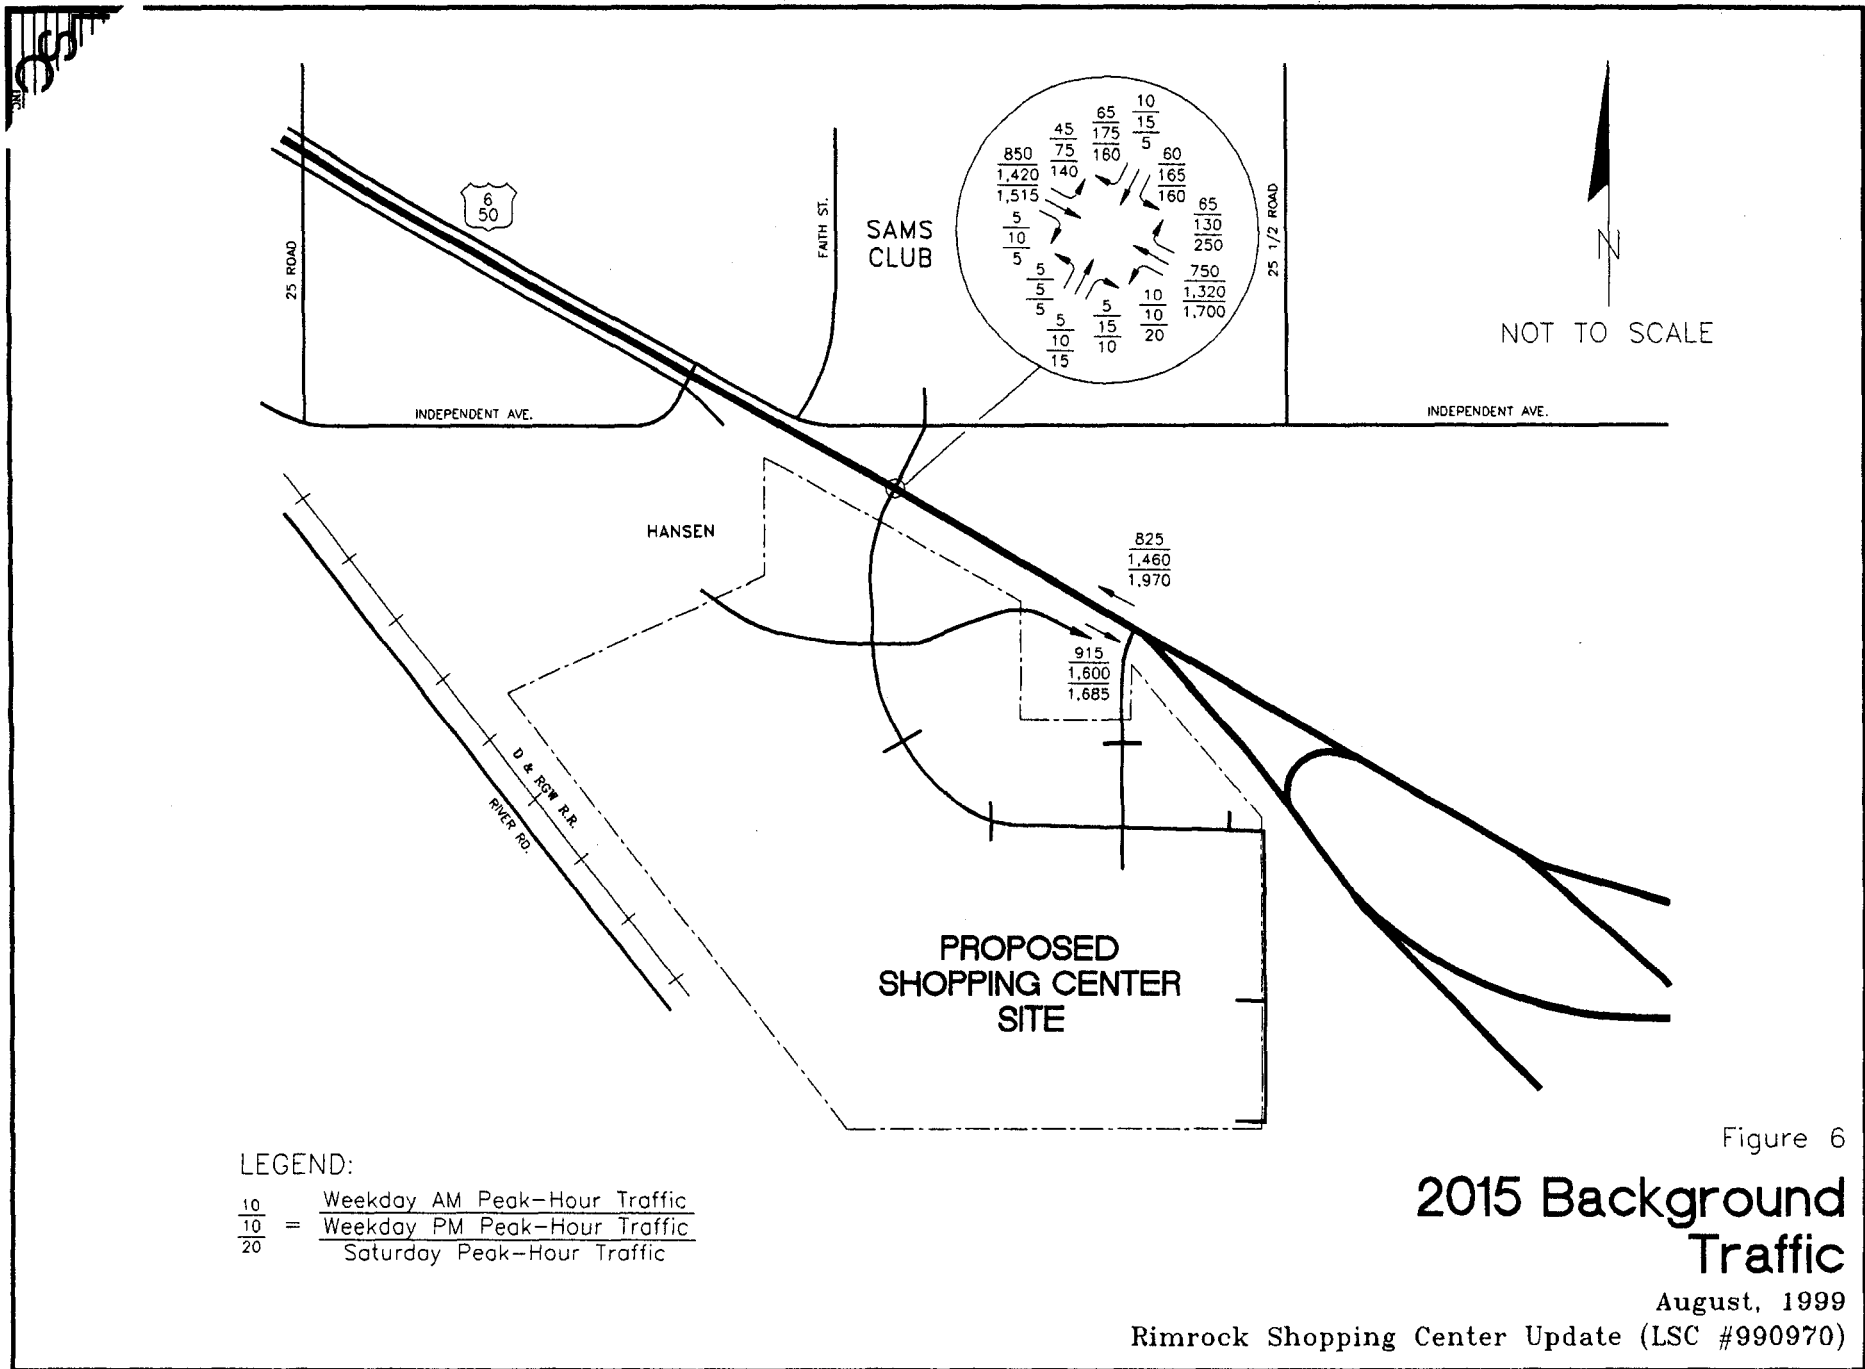 LSC
INC
6
50
25 ROAD
FAITH ST.
SAMS
CLUB
850
1,420
1,515
45
75
140
65
175
160
10
15
5
60
165
160
65
130
250
750
1,320
1,700
10
10
20
5
15
10
5
10
15
5
5
5
5
10
5
25 1/2 ROAD
N
NOT TO SCALE
INDEPENDENT AVE.
INDEPENDENT AVE.
HANSEN
825
1,460
1,970
915
1,600
1,685
D & RGW R.R.
RIVER RD.
PROPOSED
SHOPPING CENTER
SITE
LEGEND:
10
10
20
=
Weekday AM Peak-Hour Traffic
Weekday PM Peak-Hour Traffic
Saturday Peak-Hour Traffic
Figure 6
2015 Background
Traffic
August, 1999
Rimrock Shopping Center Update (LSC #990970)